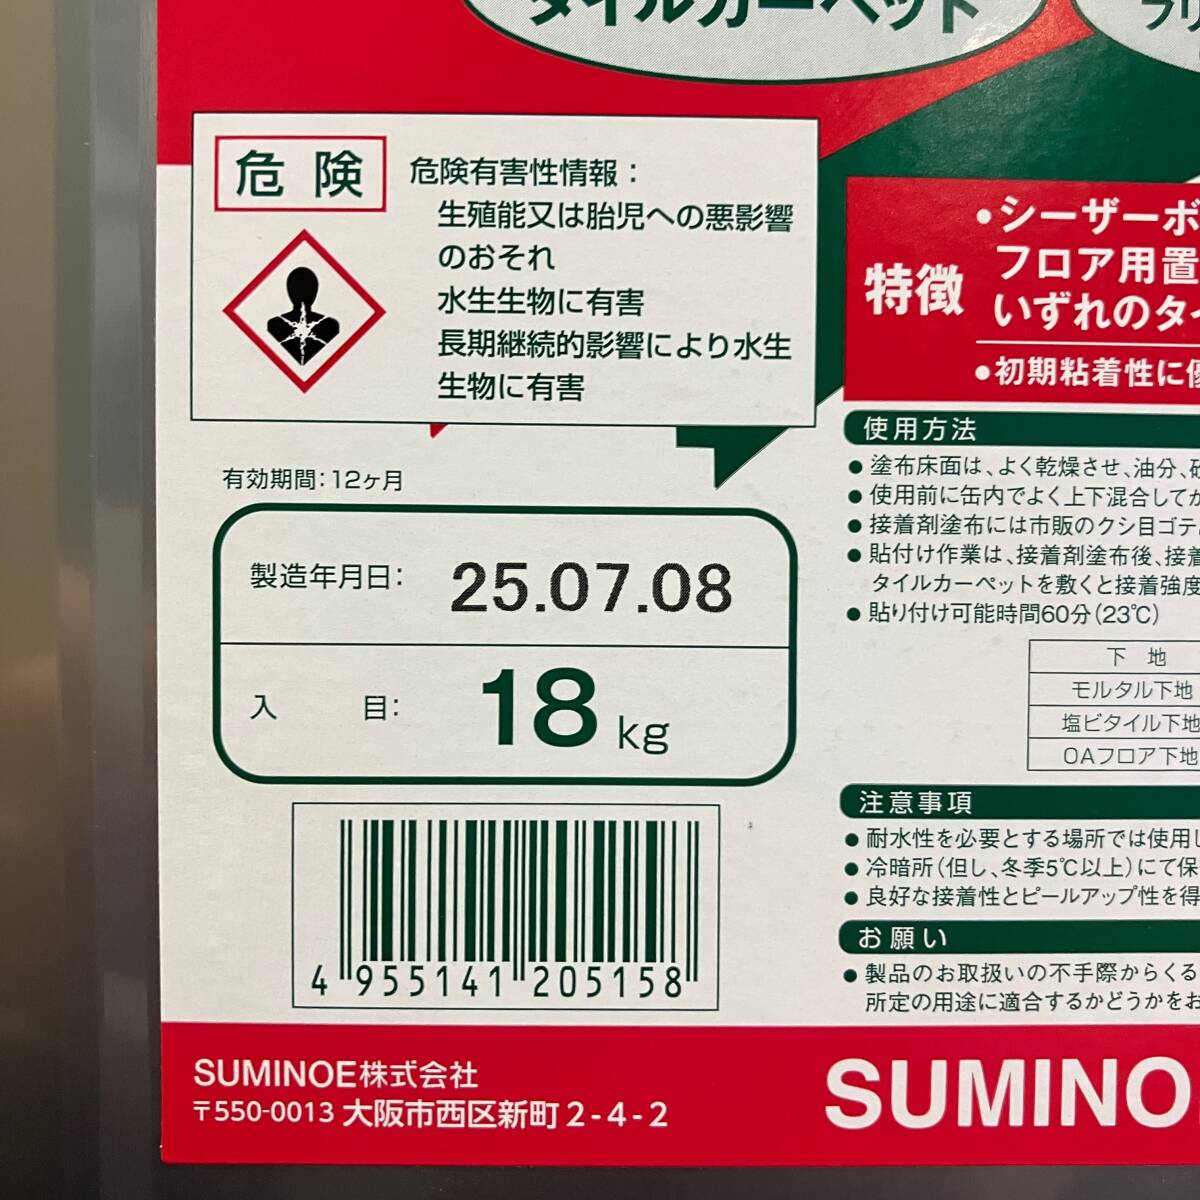 タイルカーペット
フリ
危険
危険有害性情報：
生殖能又は胎児への悪影響
のおそれ
水生生物に有害
長期継続的影響により水生
生物に有害
特徴
•シーザーボ
フロア用置
いずれのタイ
•初期粘着性に優
有効期間：12ヶ月
製造年月日： 25.07.08
入 目： 18 kg
4 955141 205158
使用方法
● 塗布床面は、よく乾燥させ、油分、
● 使用前に缶内でよく上下混合してか
● 接着剤塗布には市販のクシ目ゴテ
● 貼付け作業は、接着剤塗布後、接着
タイルカーペットを敷くと接着強度
● 貼り付け可能時間60分（23℃）
下 地
モルタル下地
塩ビタイル下地
OAフロア下地
注意事項
● 耐水性を必要とする場所では使用し
● 冷暗所（但し、冬季5℃以上）にて保
● 良好な接着性とピールアップ性を得
お願い
● 製品のお取扱いの不手際からくる
所定の用途に適合するかどうかをお
SUMINOE株式会社
〒550-0013 大阪市西区新町2-4-2
SUMINO